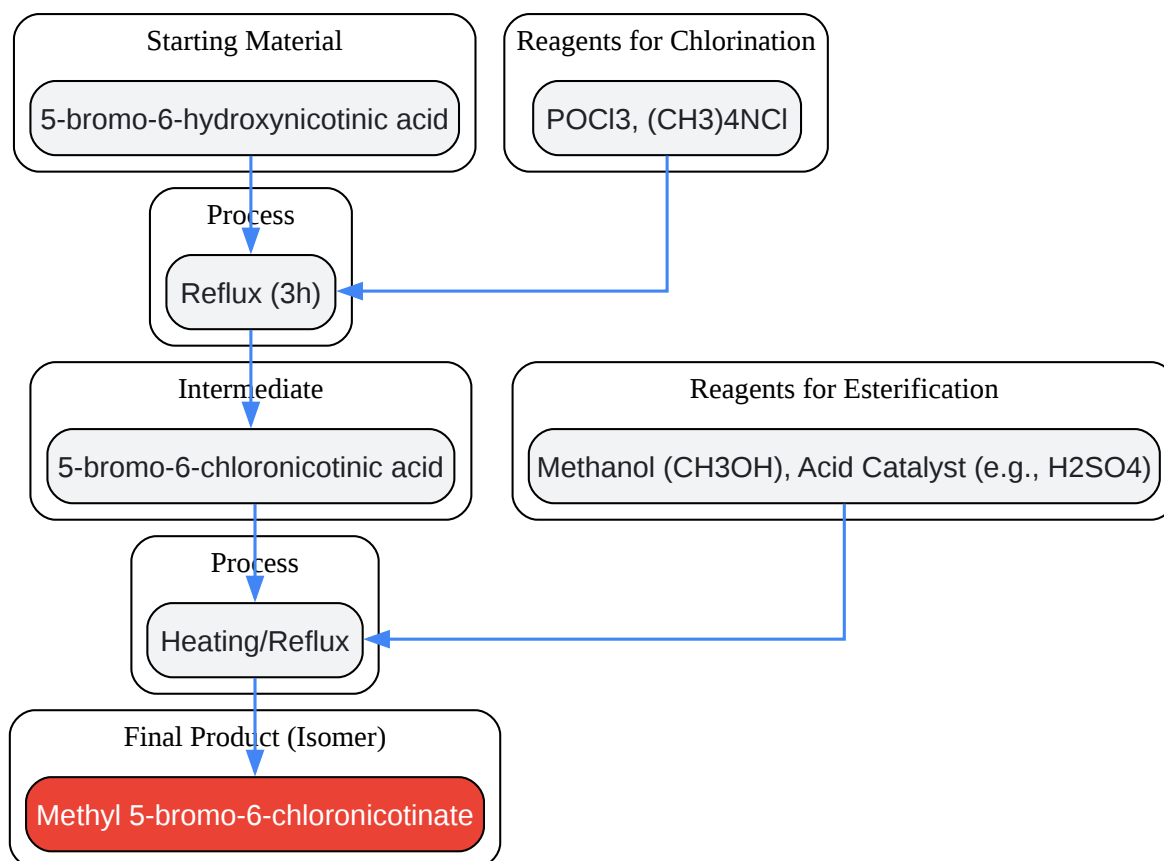 Starting Material
Reagents for Chlorination
5-bromo-6-hydroxynicotinic acid
POCl3, (CH3)4NCl
Process
Reflux (3h)
Intermediate
Reagents for Esterification
5-bromo-6-chloronicotinic acid
Methanol (CH3OH), Acid Catalyst (e.g., H2SO4)
Process
Heating/Reflux
Final Product (Isomer)
Methyl 5-bromo-6-chloronicotinate